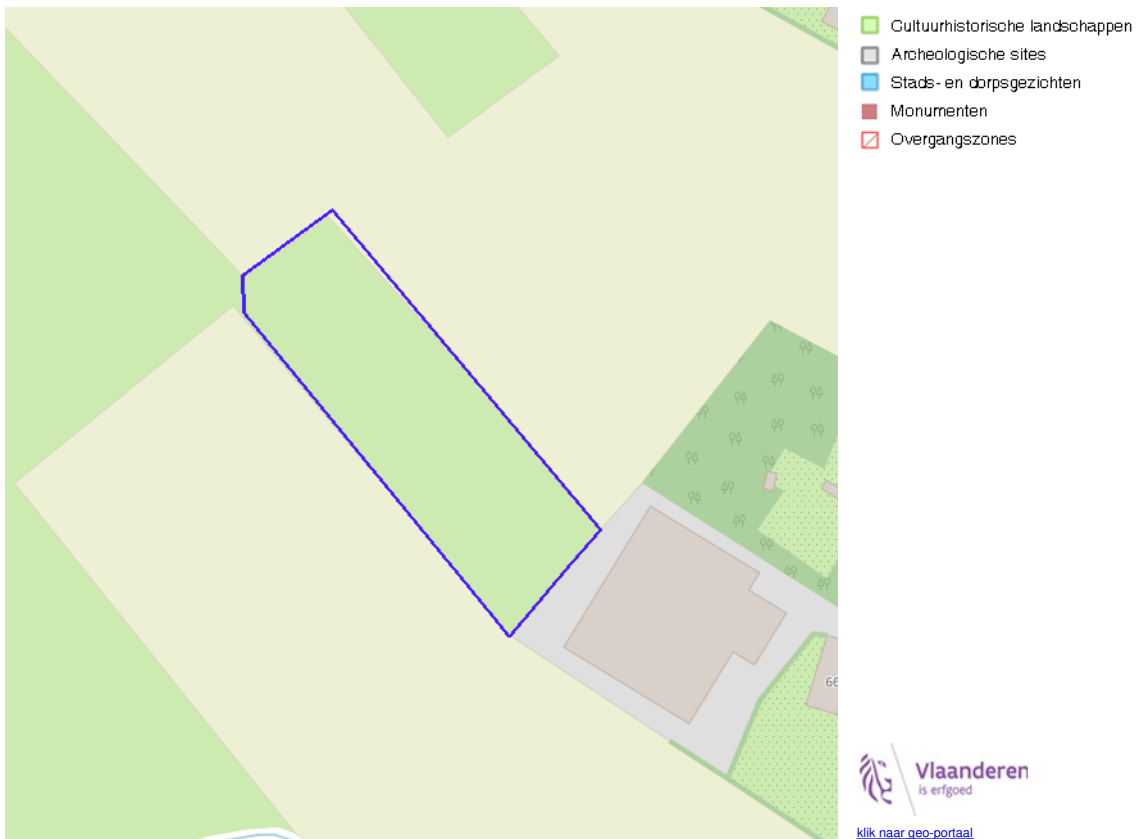 Cultuurhistorische landschappen
Archeologische sites
Stads- en dorpsgezichten
Monumenten
Overgangszones
66
Vlaanderen
is erfgoed
klik naar geo-portaal